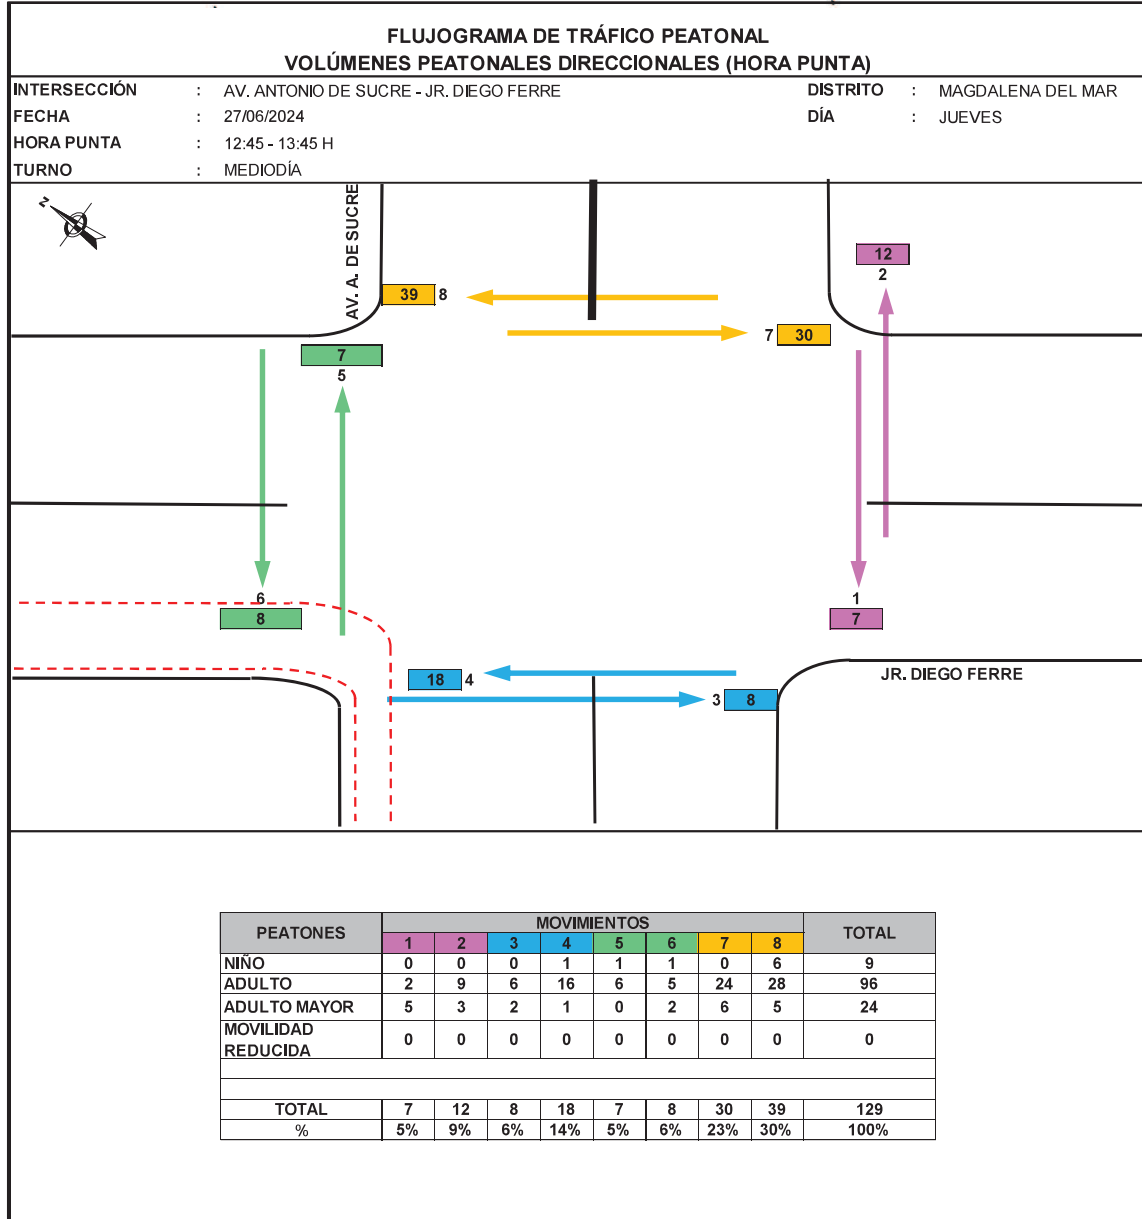 FLUJOGRAMA DE TRÁFICO PEATONAL
VOLÚMENES PEATONALES DIRECCIONALES (HORA PUNTA)
INTERSECCIÓN : AV. ANTONIO DE SUCRE - JR. DIEGO FERRE DISTRITO : MAGDALENA DEL MAR
FECHA : 27/06/2024 DÍA : JUEVES
HORA PUNTA : 12:45 - 13:45 H
TURNO : MEDIODÍA
N
AV. A. DE SUCRE
12
2
39 8
7 30
7
5
6
8
1
7
18 4
3 8
JR. DIEGO FERRE
PEATONES MOVIMIENTOS TOTAL
1 2 3 4 5 6 7 8
NIÑO 0 0 0 1 1 1 0 6 9
ADULTO 2 9 6 16 6 5 24 28 96
ADULTO MAYOR 5 3 2 1 0 2 6 5 24
MOVILIDAD
REDUCIDA 0 0 0 0 0 0 0 0 0
TOTAL 7 12 8 18 7 8 30 39 129
% 5% 9% 6% 14% 5% 6% 23% 30% 100%